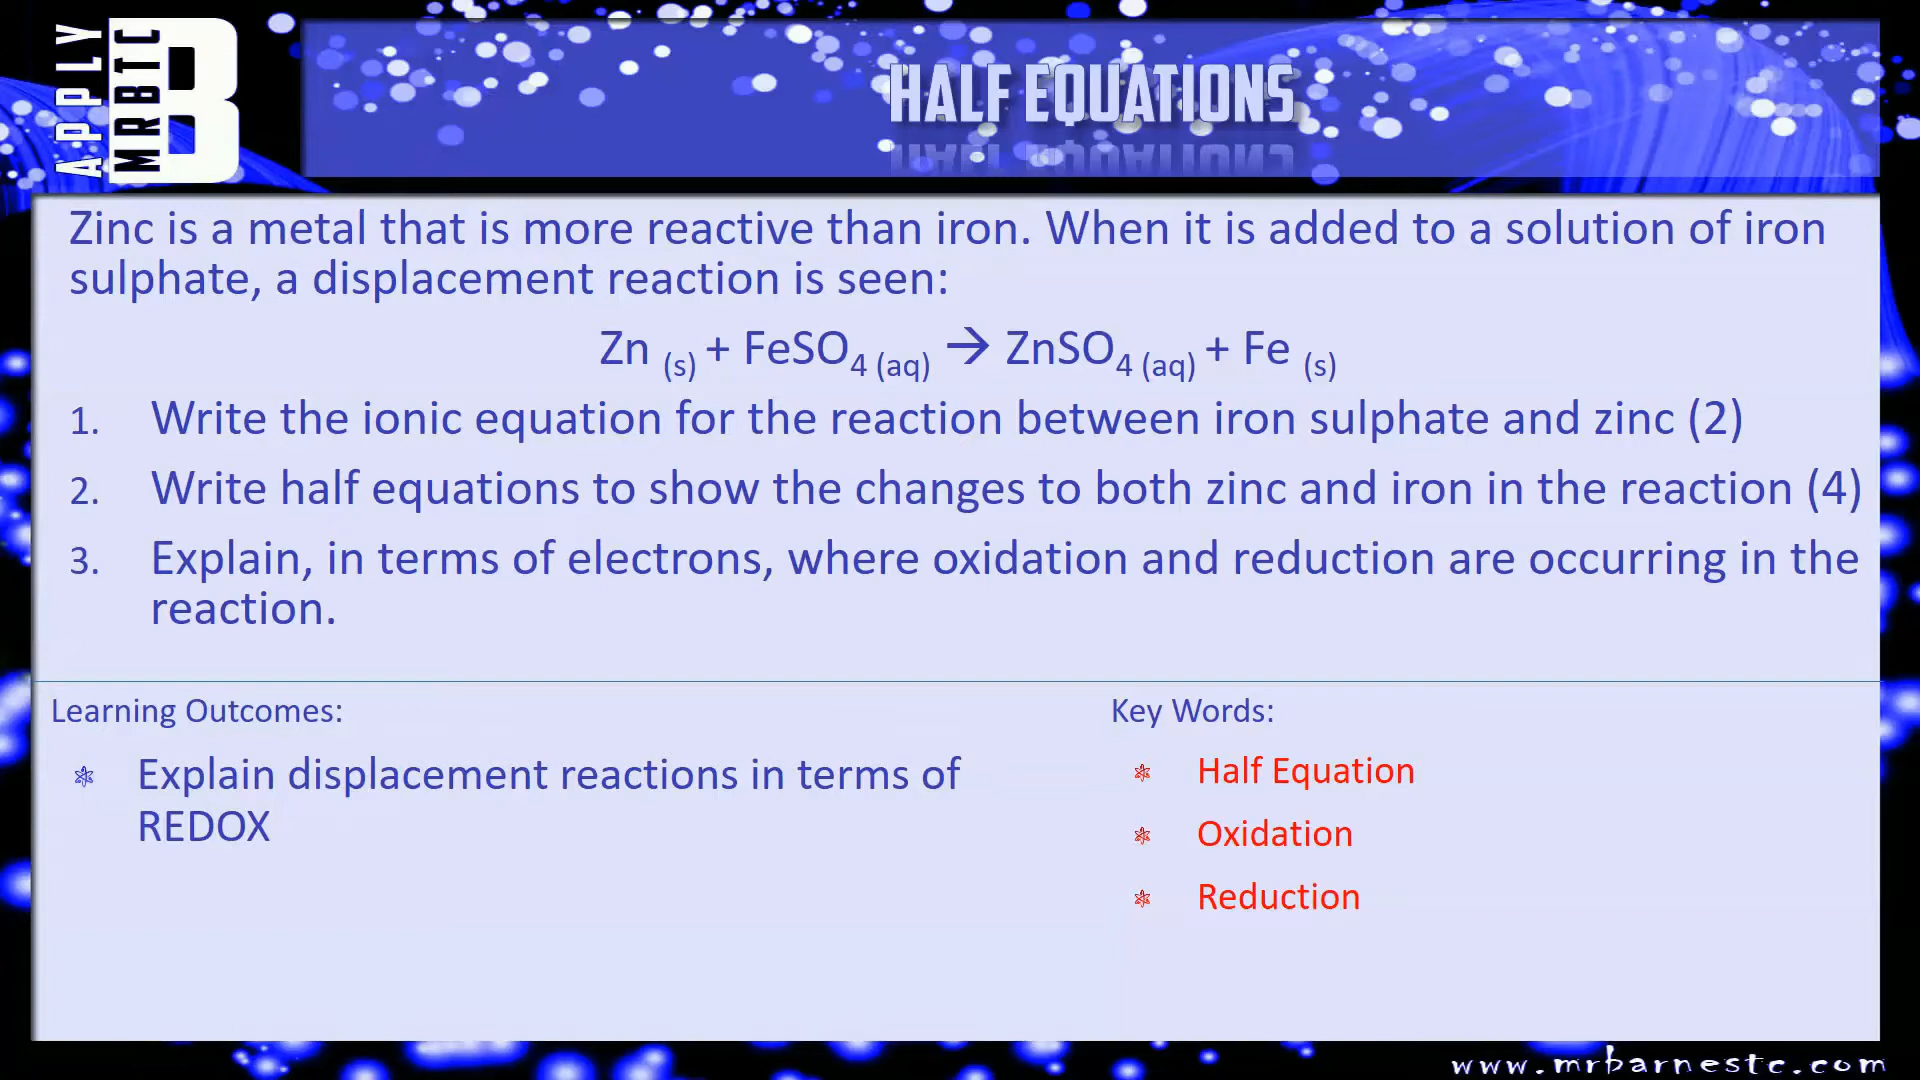 APPLY
MRBTC
B
HALF EQUATIONS
Zinc is a metal that is more reactive than iron. When it is added to a solution of iron
sulphate, a displacement reaction is seen:
Zn (s) + FeSO4 (aq) → ZnSO4 (aq) + Fe (s)
1. Write the ionic equation for the reaction between iron sulphate and zinc (2)
2. Write half equations to show the changes to both zinc and iron in the reaction (4)
3. Explain, in terms of electrons, where oxidation and reduction are occurring in the
reaction.
Learning Outcomes:
Explain displacement reactions in terms of
REDOX
Key Words:
Half Equation
Oxidation
Reduction
www.mrbarnestc.com